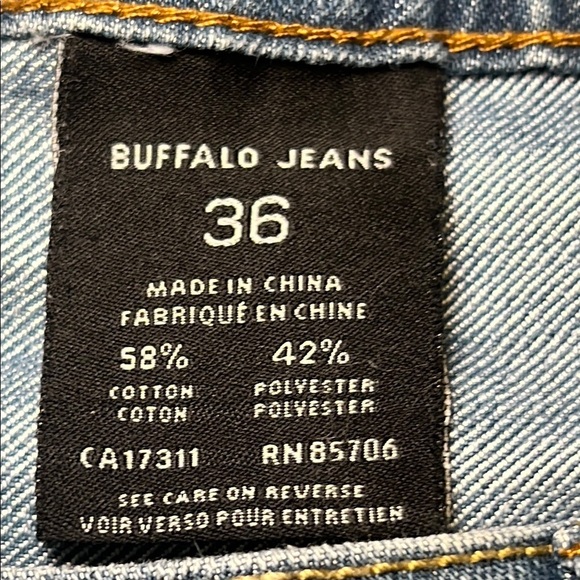 BUFFALO JEANS
36
MADE IN CHINA
FABRIQUÉ EN CHINE
58% 42%
COTTON POLYESTER
COTON POLYESTER
CA17311 RN85706
SEE CARE ON REVERSE
VOIR VERSO POUR ENTRETIEN